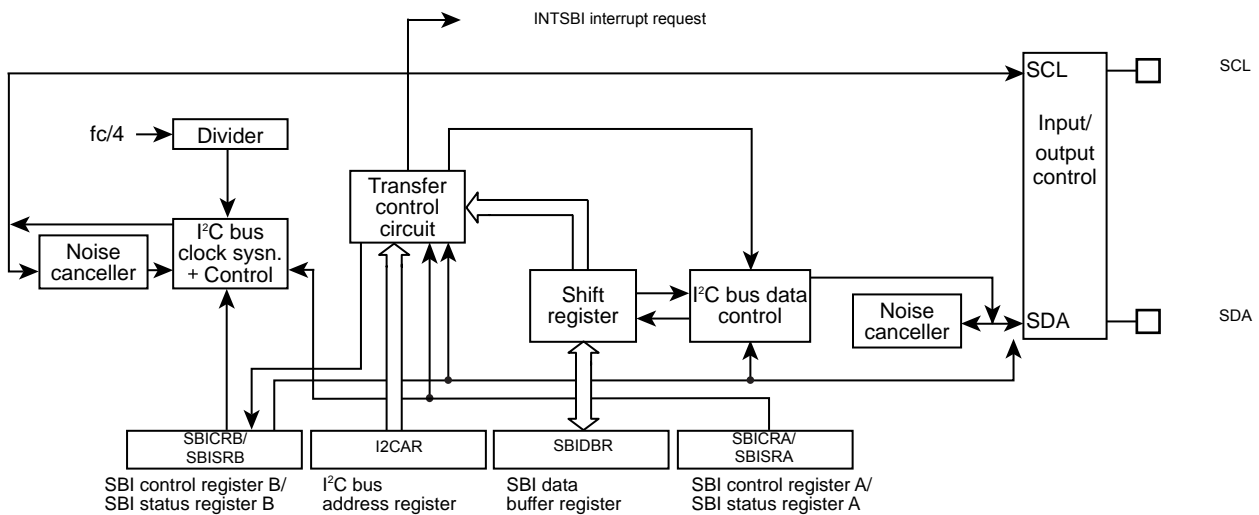 INTSBI interrupt request
SCL
SCL
fc/4
Divider
Input/
output
control
Transfer
control
circuit
I²C bus
clock sysn.
+ Control
Noise
canceller
Shift
register
I²C bus data
control
Noise
canceller
SDA
SDA
SBICRB/
SBISRB
I2CAR
SBIDBR
SBICRA/
SBISRA
SBI control register B/
SBI status register B
I²C bus
address register
SBI data
buffer register
SBI control register A/
SBI status register A